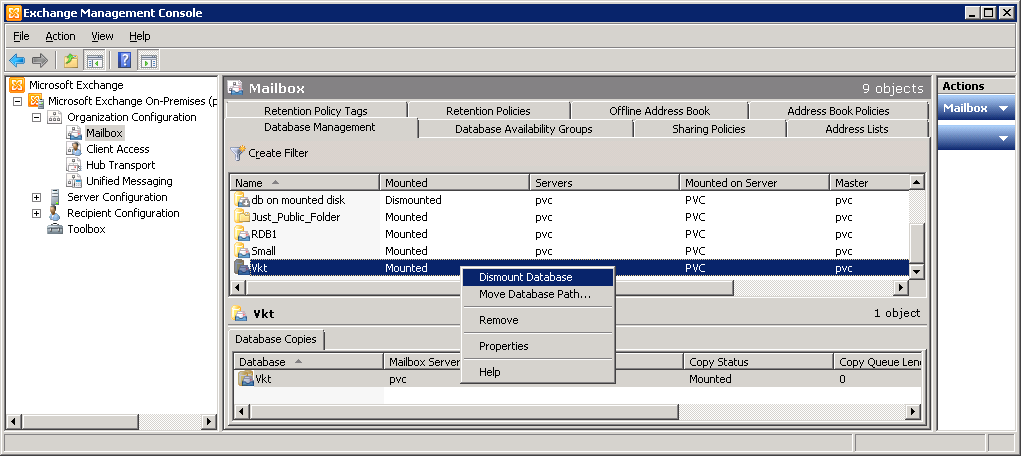 Exchange Management Console
File Action View Help
Microsoft Exchange
Microsoft Exchange On-Premises (p
Organization Configuration
Mailbox
Client Access
Hub Transport
Unified Messaging
Server Configuration
Recipient Configuration
Toolbox
Mailbox 9 objects
Retention Policy Tags Retention Policies Offline Address Book Address Book Policies
Database Management Database Availability Groups Sharing Policies Address Lists
Create Filter
Name Mounted Servers Mounted on Server Master
db on mounted disk Dismounted pvc PVC pvc
Just_Public_Folder Mounted pvc PVC pvc
RDB1 Mounted pvc PVC pvc
Small Mounted pvc PVC pvc
Vkt Mounted PVC pvc
Dismount Database
Move Database Path...
Remove
Properties
Help
Vkt 1 object
Database Copies
Database Mailbox Server Copy Status Copy Queue Len
Vkt pvc Mounted 0
Actions
Mailbox